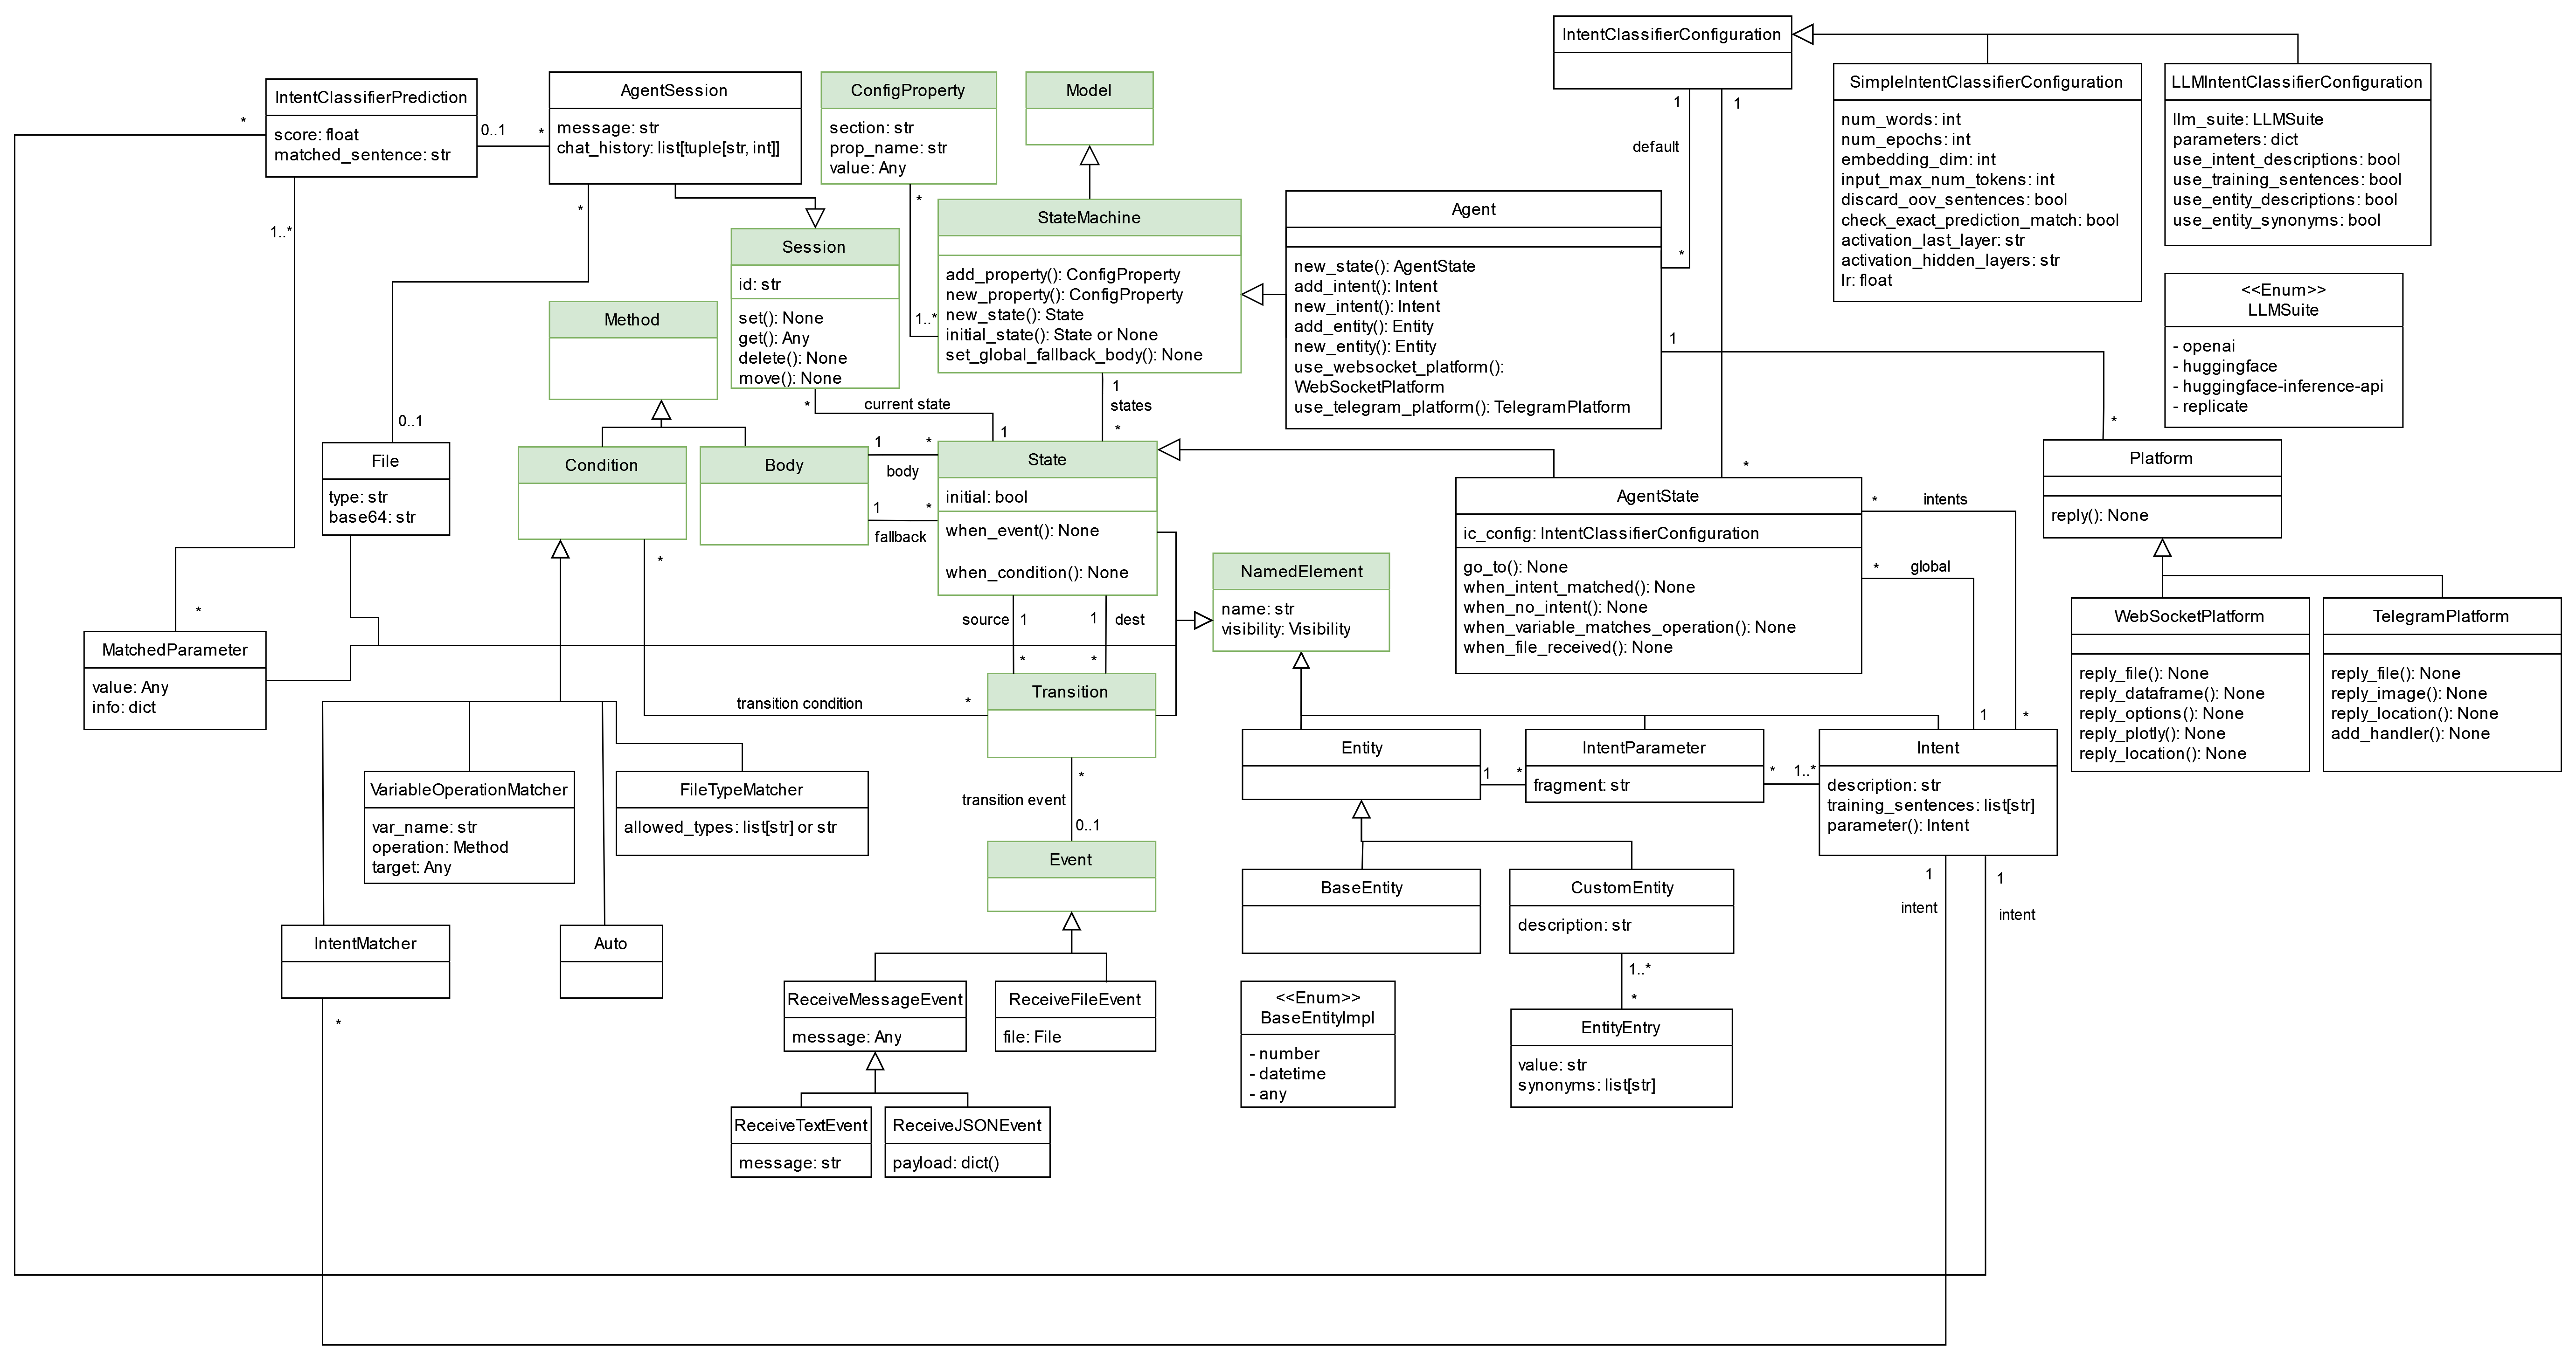 IntentClassifierConfiguration
SimpleIntentClassifierConfiguration
num_words: int
num_epochs: int
embedding_dim: int
input_max_num_tokens: int
discard_oov_sentences: bool
check_exact_prediction_match: bool
activation_last_layer: str
activation_hidden_layers: str
lr: float
LLMIntentClassifierConfiguration
llm_suite: LLMSuite
parameters: dict
use_intent_descriptions: bool
use_training_sentences: bool
use_entity_descriptions: bool
use_entity_synonyms: bool
<<Enum>>
LLMSuite
- openai
- huggingface
- huggingface-inference-api
- replicate
IntentClassifierPrediction
score: float
matched_sentence: str
*
0..1
*
1..*
AgentSession
message: str
chat_history: list[tuple[str, int]]
*
ConfigProperty
section: str
prop_name: str
value: Any
*
1..*
Model
StateMachine
add_property(): ConfigProperty
new_property(): ConfigProperty
new_state(): State
initial_state(): State or None
set_global_fallback_body(): None
1
states
*
Agent
new_state(): AgentState
add_intent(): Intent
new_intent(): Intent
add_entity(): Entity
new_entity(): Entity
use_websocket_platform():
WebSocketPlatform
use_telegram_platform(): TelegramPlatform
1
default
*
1
*
1
*
Session
id: str
set(): None
get(): Any
delete(): None
move(): None
*
current state
1
Method
Condition
Body
1
*
body
1
*
fallback
State
initial: bool
when_event(): None
when_condition(): None
0..1
File
type: str
base64: str
AgentState
ic_config: IntentClassifierConfiguration
go_to(): None
when_intent_matched(): None
when_no_intent(): None
when_variable_matches_operation(): None
when_file_received(): None
*
intents
*
global
1
*
Platform
reply(): None
WebSocketPlatform
reply_file(): None
reply_dataframe(): None
reply_options(): None
reply_plotly(): None
reply_location(): None
TelegramPlatform
reply_file(): None
reply_image(): None
reply_location(): None
add_handler(): None
NamedElement
name: str
visibility: Visibility
*
MatchedParameter
value: Any
info: dict
source
1
*
1
dest
*
Transition
*
transition condition
*
*
transition event
0..1
Event
VariableOperationMatcher
var_name: str
operation: Method
target: Any
FileTypeMatcher
allowed_types: list[str] or str
IntentMatcher
*
Auto
ReceiveMessageEvent
message: Any
ReceiveFileEvent
file: File
ReceiveTextEvent
message: str
ReceiveJSONEvent
payload: dict()
Entity
1
*
IntentParameter
fragment: str
*
1..*
Intent
description: str
training_sentences: list[str]
parameter(): Intent
1
intent
1
intent
BaseEntity
CustomEntity
description: str
1..*
*
EntityEntry
value: str
synonyms: list[str]
<<Enum>>
BaseEntityImpl
- number
- datetime
- any